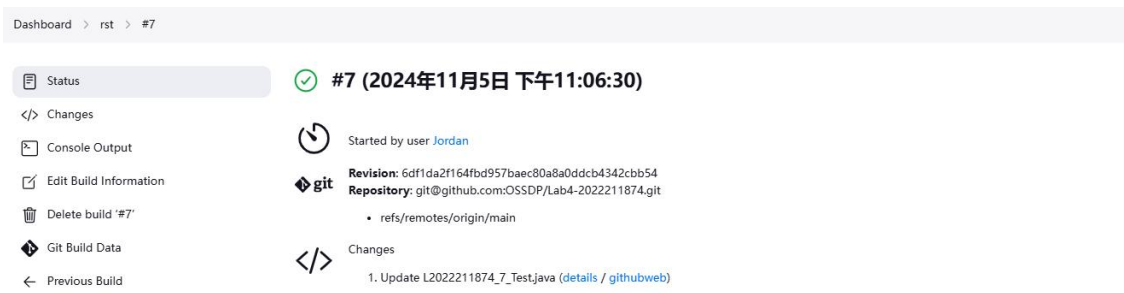 Dashboard > rst > #7
Status
</> Changes
Console Output
Edit Build Information
Delete build '#7'
Git Build Data
Previous Build
#7 (2024年11月5日 下午11:06:30)
Started by user Jordan
git
Revision: 6df1da2f164fbd957baec80a8a0ddcb4342cbb54
Repository: git@github.com:OSSDP/Lab4-2022211874.git
• refs/remotes/origin/main
</> Changes
1. Update L2022211874_7_Test.java (details / githubweb)